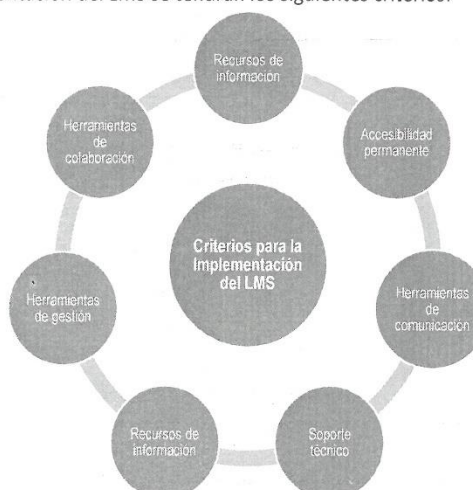 del Lms se tendrán los siguientes criterios:
Recursos de
información
Accesibilidad
permanente
Herramientas
de
comunicación
Soporte
técnico
Recursos de
información
Herramientas
de gestión
Herramientas
de
colaboración
Criterios para la
Implementación
del LMS